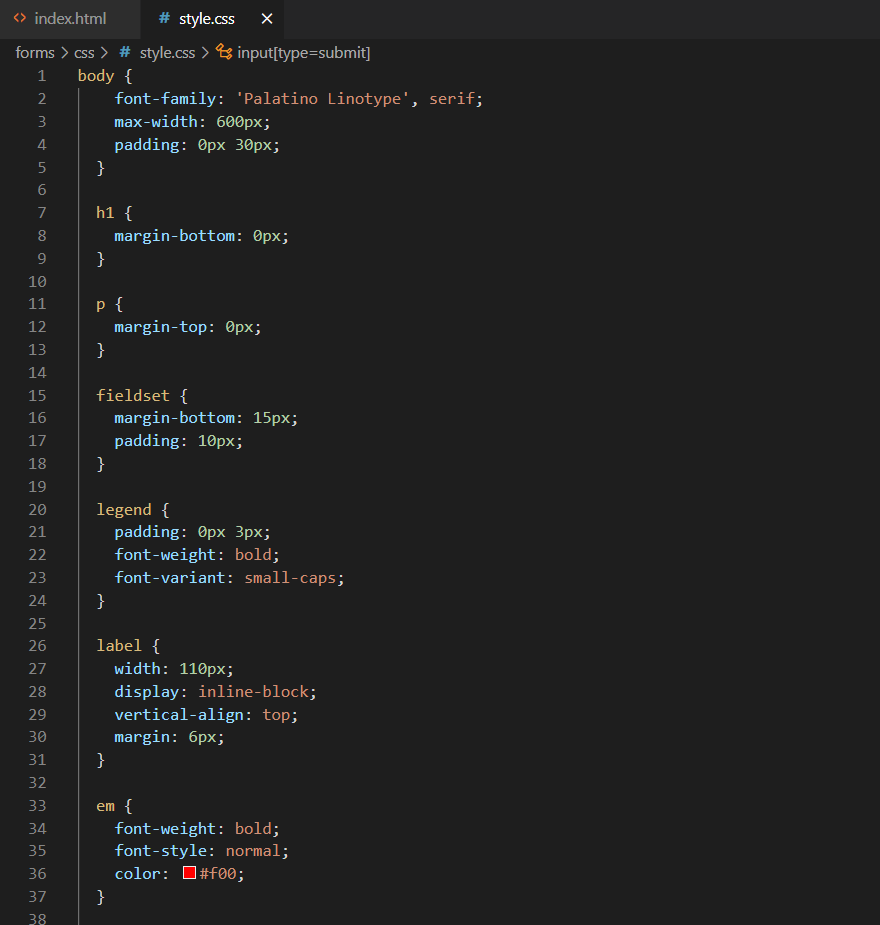 index.html
# style.css ×
forms > css > # style.css > input[type=submit]
1 body {
2 font-family: 'Palatino Linotype', serif;
3 max-width: 600px;
4 padding: 0px 30px;
5 }
6
7 h1 {
8 margin-bottom: 0px;
9 }
10
11 p {
12 margin-top: 0px;
13 }
14
15 fieldset {
16 margin-bottom: 15px;
17 padding: 10px;
18 }
19
20 legend {
21 padding: 0px 3px;
22 font-weight: bold;
23 font-variant: small-caps;
24 }
25
26 label {
27 width: 110px;
28 display: inline-block;
29 vertical-align: top;
30 margin: 6px;
31 }
32
33 em {
34 font-weight: bold;
35 font-style: normal;
36 color: #f00;
37 }
38